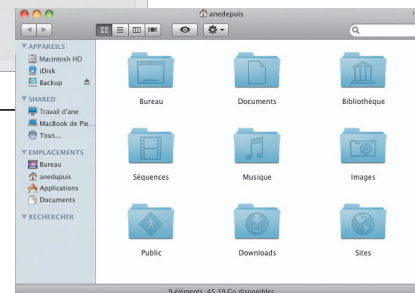 anedepuis
APPAREILS
Macintosh HD
iDisk
Backup
SHARED
Travail d'ane
MacBook de Pie...
Tous...
EMPLACEMENTS
Bureau
anedupuis
Applications
Documents
RECHERCHER
Bureau
Documents
Bibliothèque
Séquences
Musique
Images
Public
Downloads
Sites
9 éléments, 45,39 Go disponibles